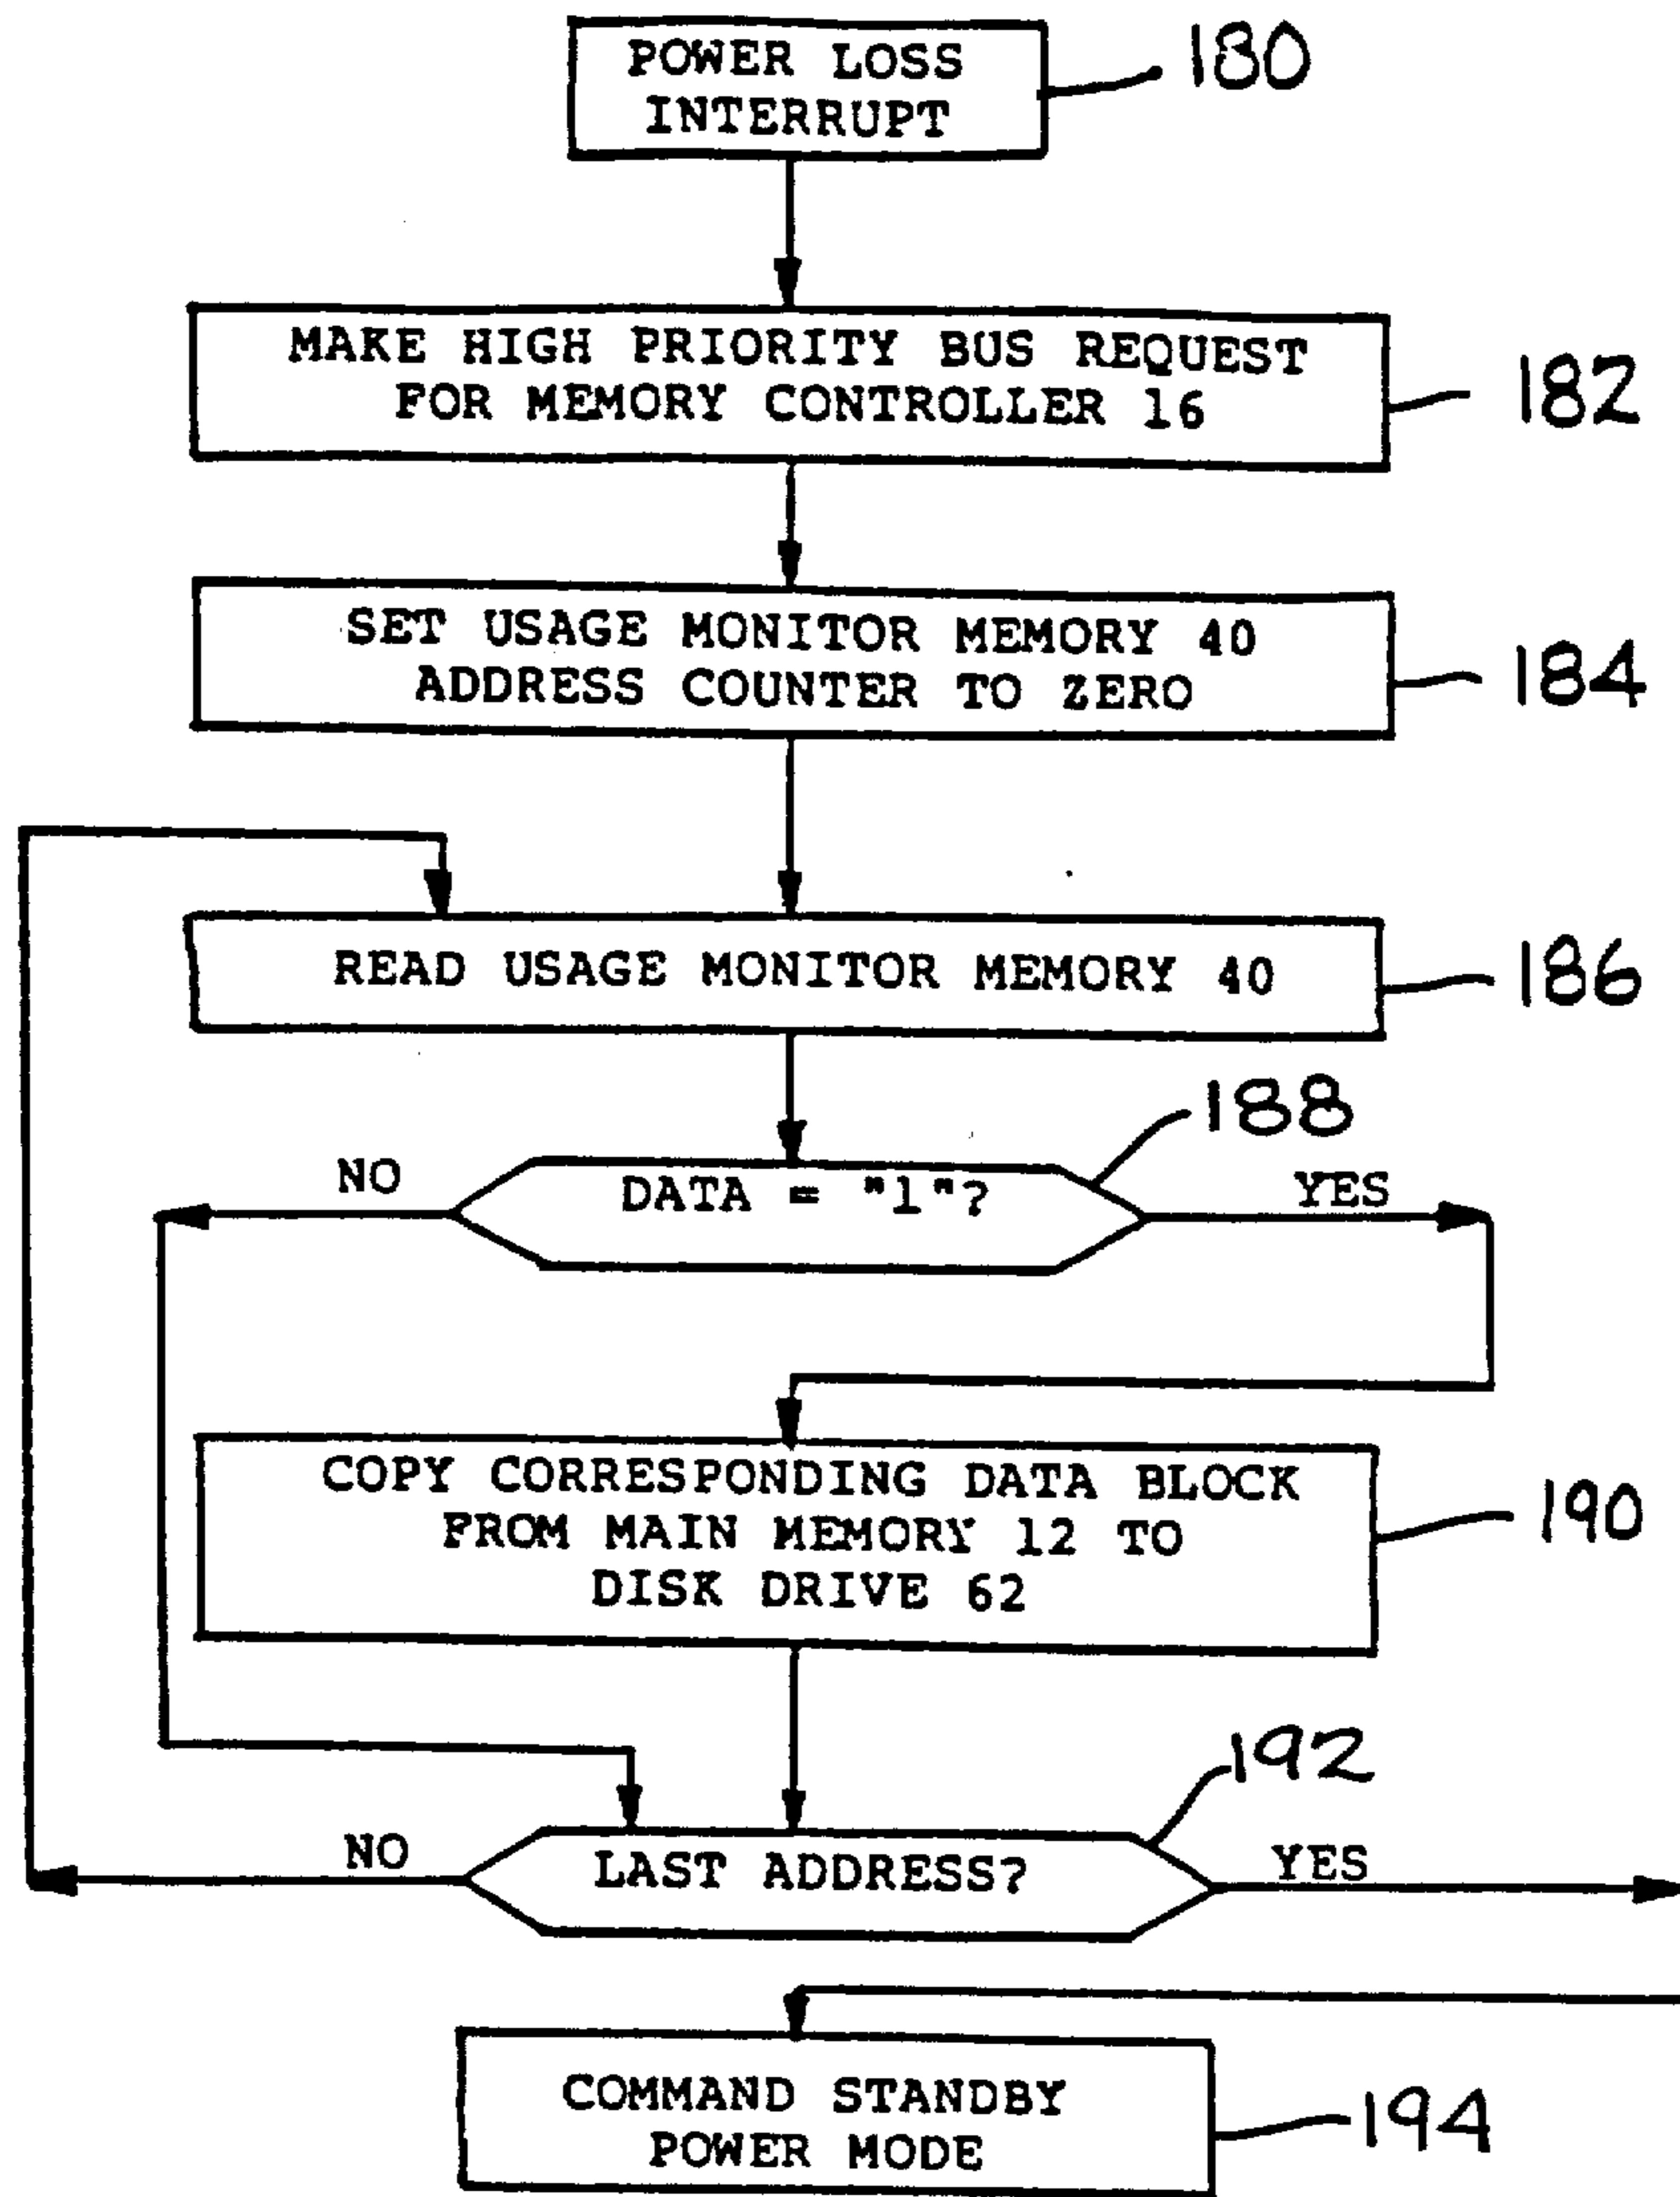 POWER LOSS
INTERRUPT
180
MAKE HIGH PRIORITY BUS REQUEST
FOR MEMORY CONTROLLER 16
182
SET USAGE MONITOR MEMORY 40
ADDRESS COUNTER TO ZERO
184
READ USAGE MONITOR MEMORY 40
186
188
NO
DATA = "1"?
YES
COPY CORRESPONDING DATA BLOCK
FROM MAIN MEMORY 12 TO
DISK DRIVE 62
190
192
NO
LAST ADDRESS?
YES
COMMAND STANDBY
POWER MODE
194